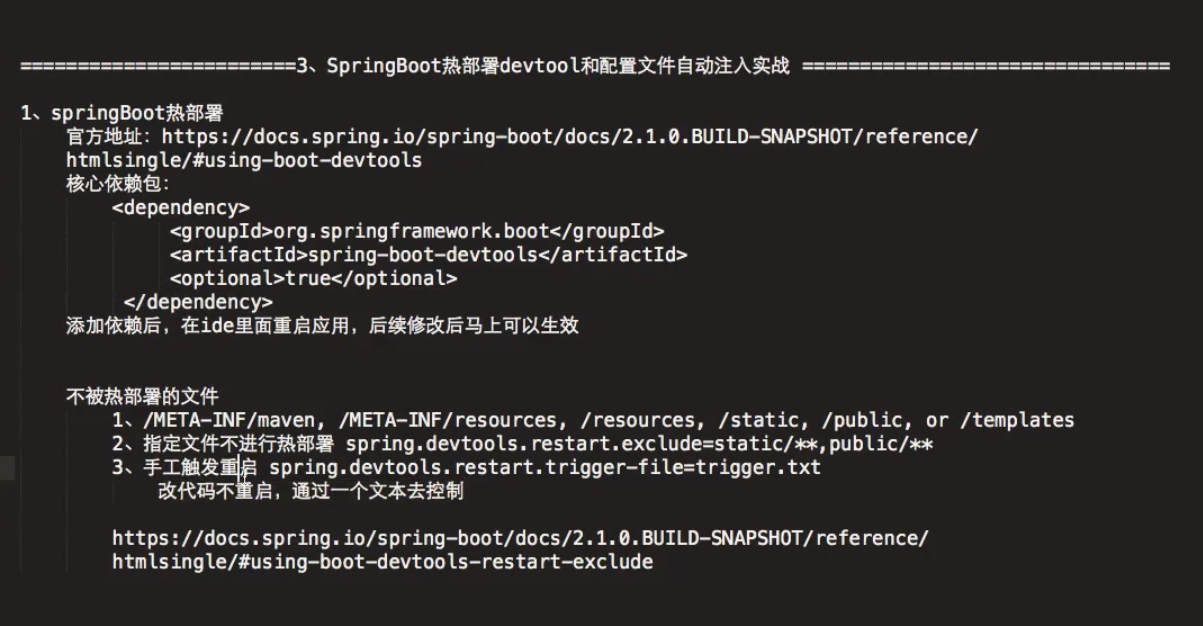 ========================3、SpringBoot热部署devtool和配置文件自动注入实战 ================================
1、springBoot热部署
官方地址：https://docs.spring.io/spring-boot/docs/2.1.0.BUILD-SNAPSHOT/reference/
htmlsingle/#using-boot-devtools
核心依赖包：
<dependency>
<groupId>org.springframework.boot</groupId>
<artifactId>spring-boot-devtools</artifactId>
<optional>true</optional>
</dependency>
添加依赖后，在ide里面重启应用，后续修改后马上可以生效
不被热部署的文件
1、/META-INF/maven, /META-INF/resources, /resources, /static, /public, or /templates
2、指定文件不进行热部署 spring.devtools.restart.exclude=static/**,public/**
3、手工触发重启 spring.devtools.restart.trigger-file=trigger.txt
改代码不重启，通过一个文本去控制
https://docs.spring.io/spring-boot/docs/2.1.0.BUILD-SNAPSHOT/reference/
htmlsingle/#using-boot-devtools-restart-exclude